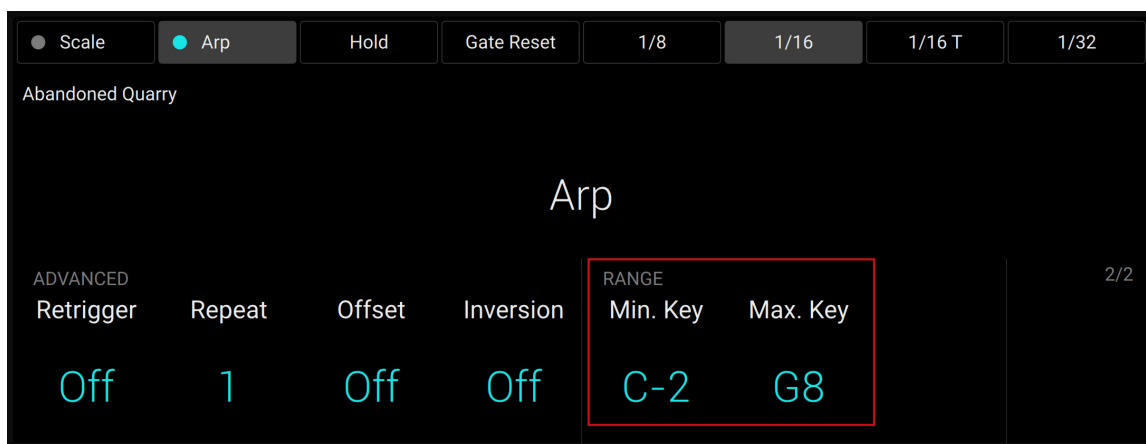 Scale Arp Hold Gate Reset 1/8 1/16 1/16 T 1/32
Abandoned Quarry
Arp
ADVANCED RANGE 2/2
Retrigger Repeat Offset Inversion Min. Key Max. Key
Off 1 Off Off C-2 G8